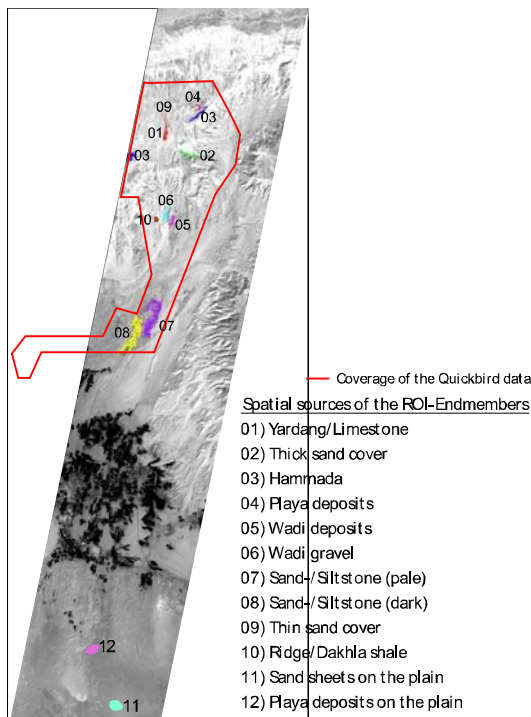 04
09
03
01
03
02
06
10
05
08
07
Coverage of the Quickbird data
Spatial sources of the ROI-Endmembers
01) Yardang/Limestone
02) Thick sand cover
03) Hammada
04) Playa deposits
05) Wadi deposits
06) Wadi gravel
07) Sand-/Siltstone (pale)
08) Sand-/Siltstone (dark)
09) Thin sand cover
10) Ridge/Dakhla shale
11) Sand sheets on the plain
12) Playa deposits on the plain
12
11